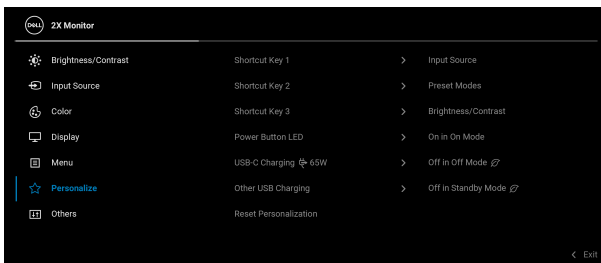 DELL 2X Monitor
Brightness/Contrast Shortcut Key 1 > Input Source
Input Source Shortcut Key 2 > Preset Modes
Color Shortcut Key 3 > Brightness/Contrast
Display Power Button LED > On in On Mode
Menu USB-C Charging 65W > Off in Off Mode
Personalize Other USB Charging > Off in Standby Mode
Others Reset Personalization
< Exit